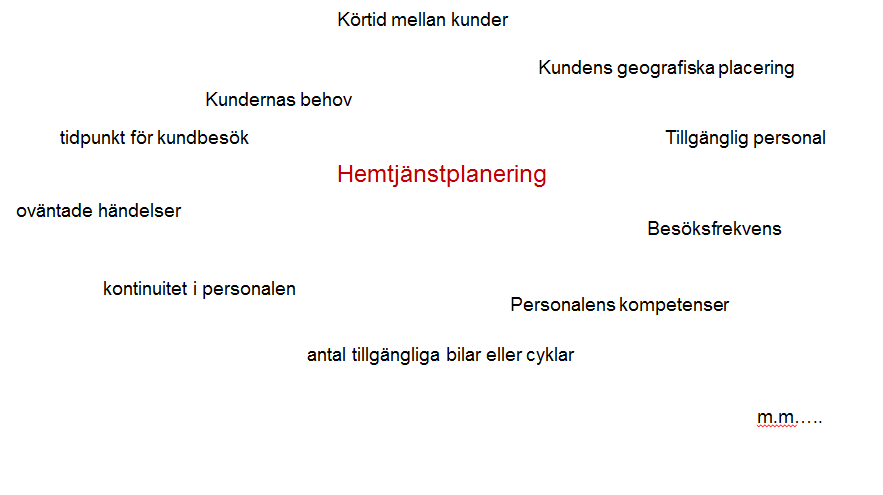 Körtid mellan kunder
Kundens geografiska placering
Kundernas behov
tidpunkt för kundbesök
Tillgänglig personal
Hemtjänstplanering
oväntade händelser
Besöksfrekvens
kontinuitet i personalen
Personalens kompetenser
antal tillgängliga bilar eller cyklar
m.m.….